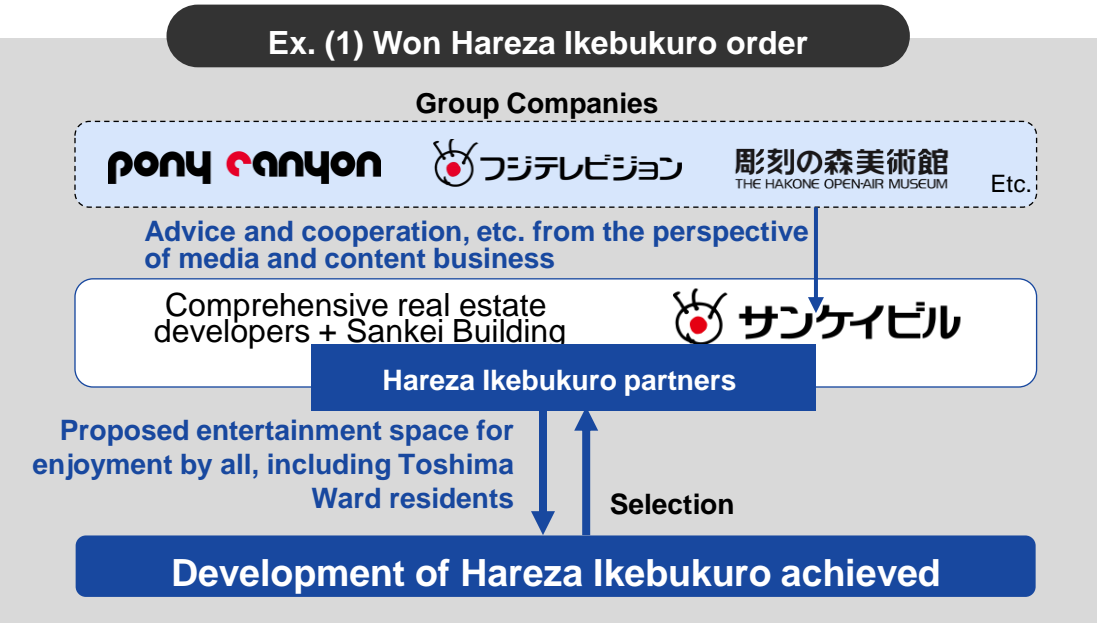 Ex. (1) Won Hareza Ikebukuro order
Group Companies
pony canyon
フジテレビジョン
彫刻の森美術館
THE HAKONE OPEN-AIR MUSEUM
Etc.
Advice and cooperation, etc. from the perspective
of media and content business
Comprehensive real estate
developers + Sankei Building
サンケイビル
Hareza Ikebukuro partners
Proposed entertainment space for
enjoyment by all, including Toshima
Ward residents
Selection
Development of Hareza Ikebukuro achieved